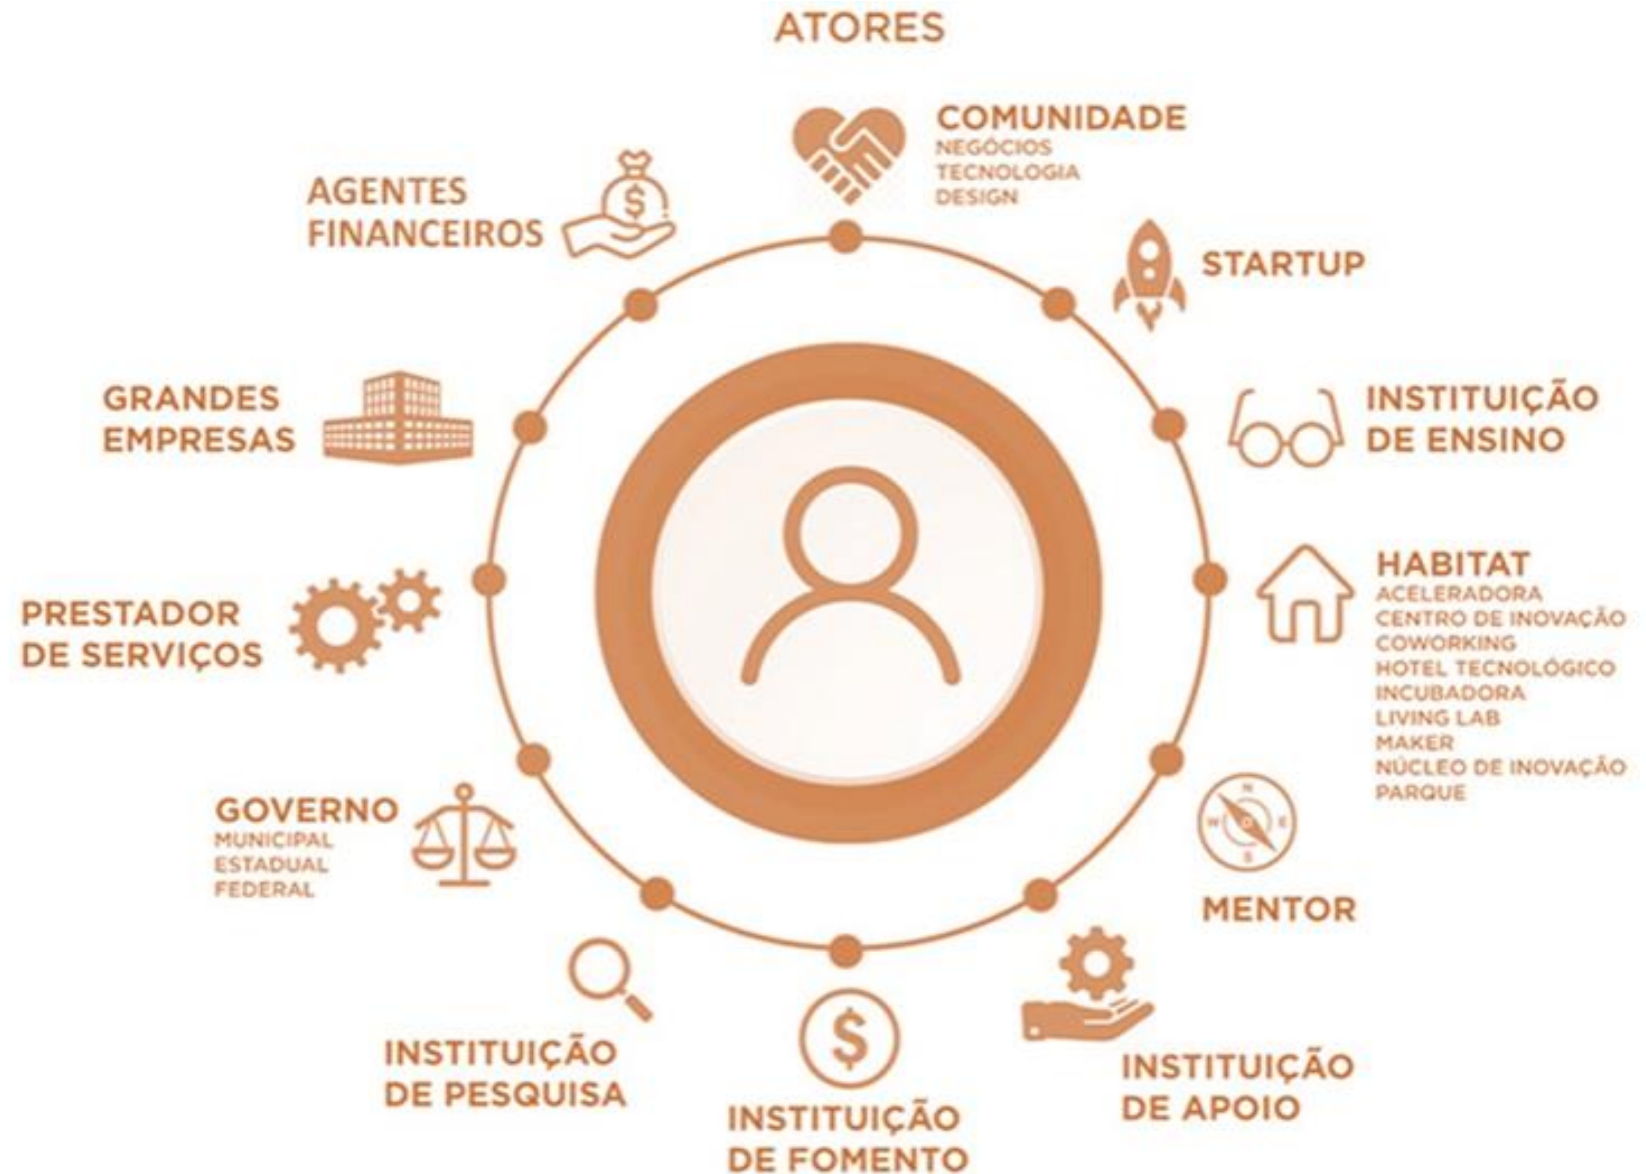 ATORES
COMUNIDADE
NEGÓCIOS
TECNOLOGIA
DESIGN
STARTUP
INSTITUIÇÃO
DE ENSINO
HABITAT
ACELERADORA
CENTRO DE INOVAÇÃO
COWORKING
HOTEL TECNOLÓGICO
INCUBADORA
LIVING LAB
MAKER
NÚCLEO DE INOVAÇÃO
PARQUE
N
W
E
S
MENTOR
INSTITUIÇÃO
DE APOIO
$
INSTITUIÇÃO
DE FOMENTO
INSTITUIÇÃO
DE PESQUISA
GOVERNO
MUNICIPAL
ESTADUAL
FEDERAL
PRESTADOR
DE SERVIÇOS
GRANDES
EMPRESAS
AGENTES
FINANCEIROS
$